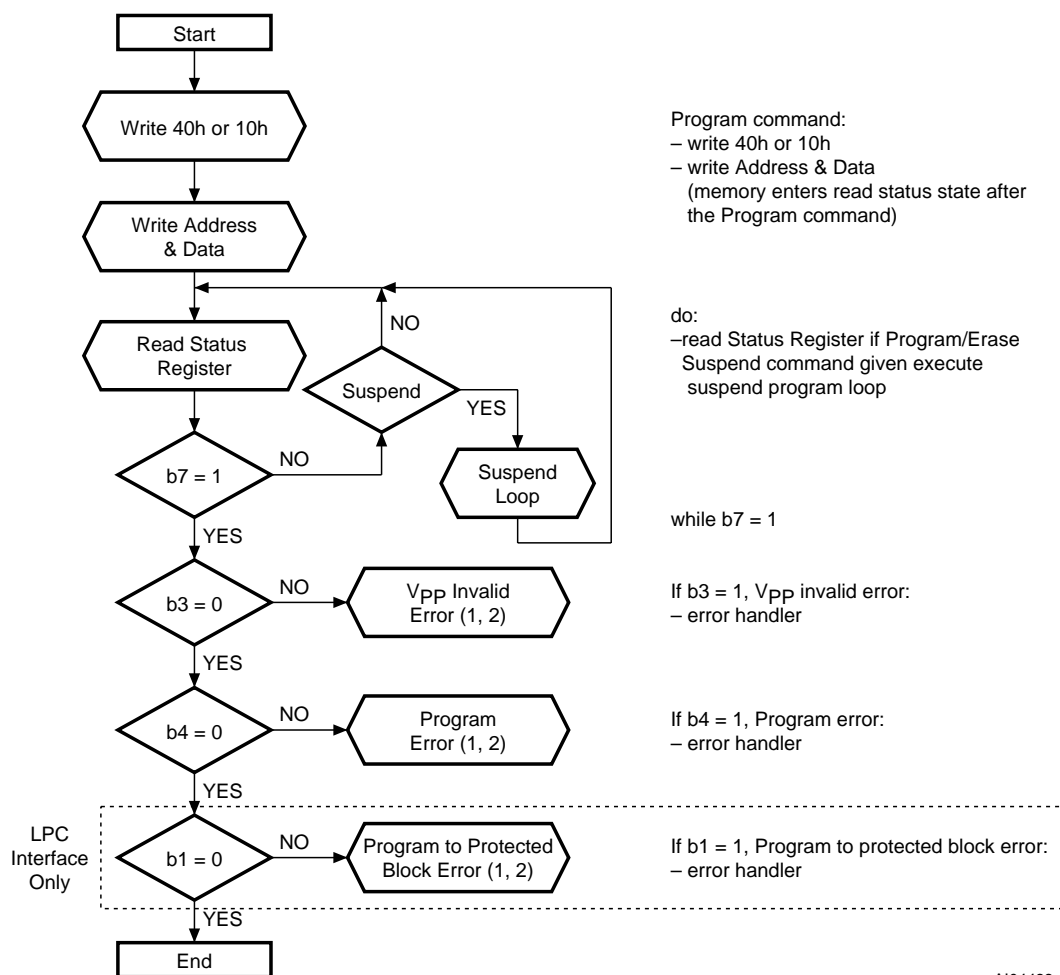 Start
Write 40h or 10h
Program command:
– write 40h or 10h
– write Address & Data
(memory enters read status state after
the Program command)
Write Address
& Data
NO
do:
–read Status Register if Program/Erase
Suspend command given execute
suspend program loop
Read Status
Register
Suspend
YES
NO
b7 = 1
Suspend
Loop
YES
while b7 = 1
b3 = 0
NO
VPP Invalid
Error (1, 2)
If b3 = 1, VPP invalid error:
– error handler
YES
b4 = 0
NO
Program
Error (1, 2)
If b4 = 1, Program error:
– error handler
YES
LPC
Interface
Only
b1 = 0
NO
Program to Protected
Block Error (1, 2)
If b1 = 1, Program to protected block error:
– error handler
YES
End